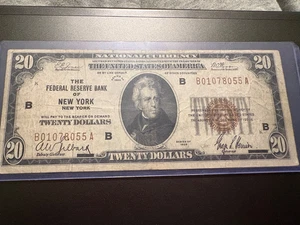 NATIONAL CURRENCY
THE UNITED STATES OF AMERICA
20
20
THE
FEDERAL RESERVE BANK
OF
NEW YORK
NEW YORK
TWENTY DOLLARS
WILL PAY TO THE BEARER ON DEMAND
B
B
B
B
B01078055A
B01078055A
20
TWENTY DOLLARS
20